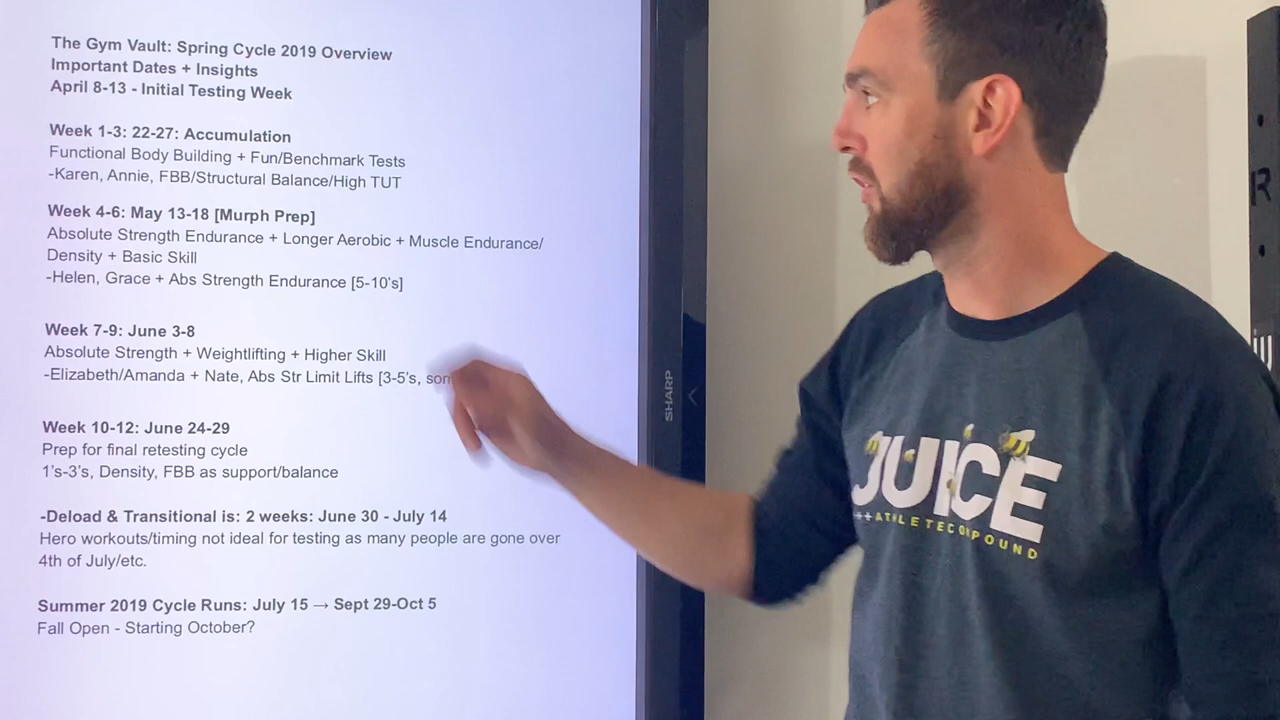 The Gym Vault: Spring Cycle 2019 Overview
Important Dates + Insights
April 8-13 - Initial Testing Week
Week 1-3: 22-27: Accumulation
Functional Body Building + Fun/Benchmark Tests
-Karen, Annie, FBB/Structural Balance/High TUT
Week 4-6: May 13-18 [Murph Prep]
Absolute Strength Endurance + Longer Aerobic + Muscle Endurance/
Density + Basic Skill
-Helen, Grace + Abs Strength Endurance [5-10's]
Week 7-9: June 3-8
Absolute Strength + Weightlifting + Higher Skill
-Elizabeth/Amanda + Nate, Abs Str Limit Lifts [3-5's,
Week 10-12: June 24-29
Prep for final retesting cycle
1's-3's, Density, FBB as support/balance
-Deload & Transitional is: 2 weeks: June 30 - July 14
Hero workouts/timing not ideal for testing as many people are gone over
4th of July/etc.
Summer 2019 Cycle Runs: July 15 → Sept 29-Oct 5
Fall Open - Starting October?
SHARP
JUICE
ATHLETECOMPOUND
R